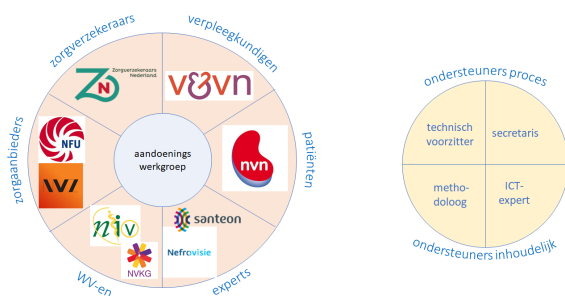 zorgverzekeraars
verpleegkundigen
Zorgverzekeraars
Nederland
ZN
v&vn
zorgaanbieders
NFU
aandoenings
werkgroep
nvn
patiënten
niv
NVKG
santeon
Nefrovisie
WV-en
experts
ondersteuners proces
technisch
voorzitter
secretaris
metho-
doloog
ICT-
expert
ondersteuners inhoudelijk